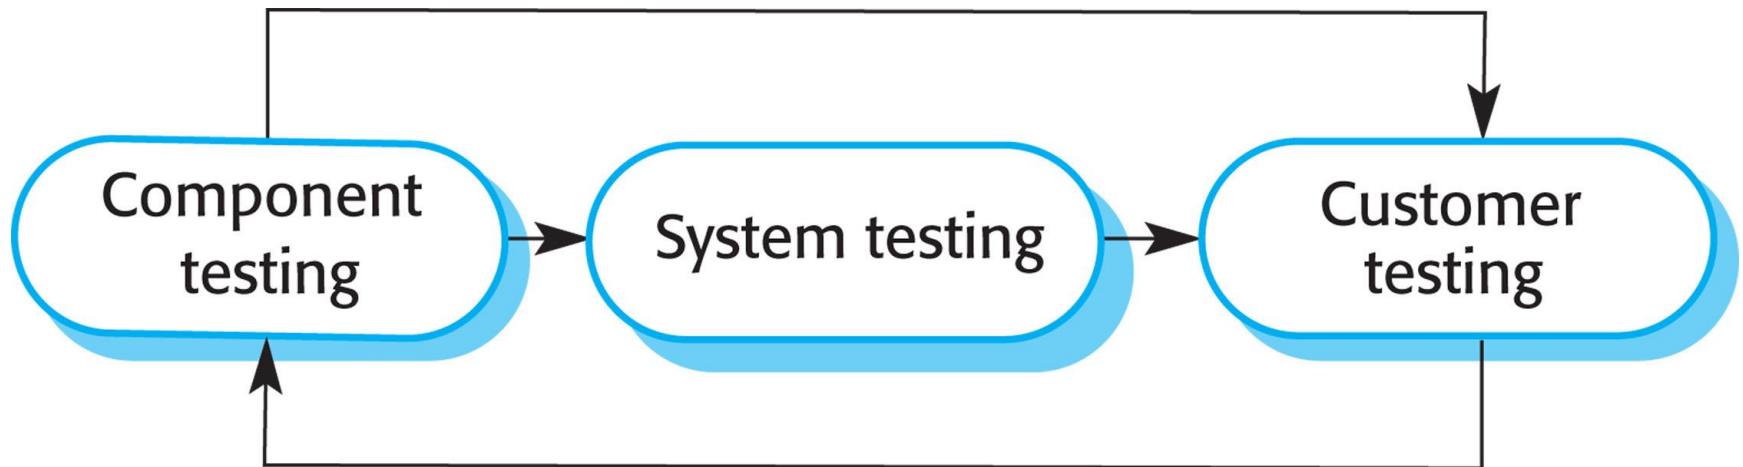 Component
testing
System testing
Customer
testing